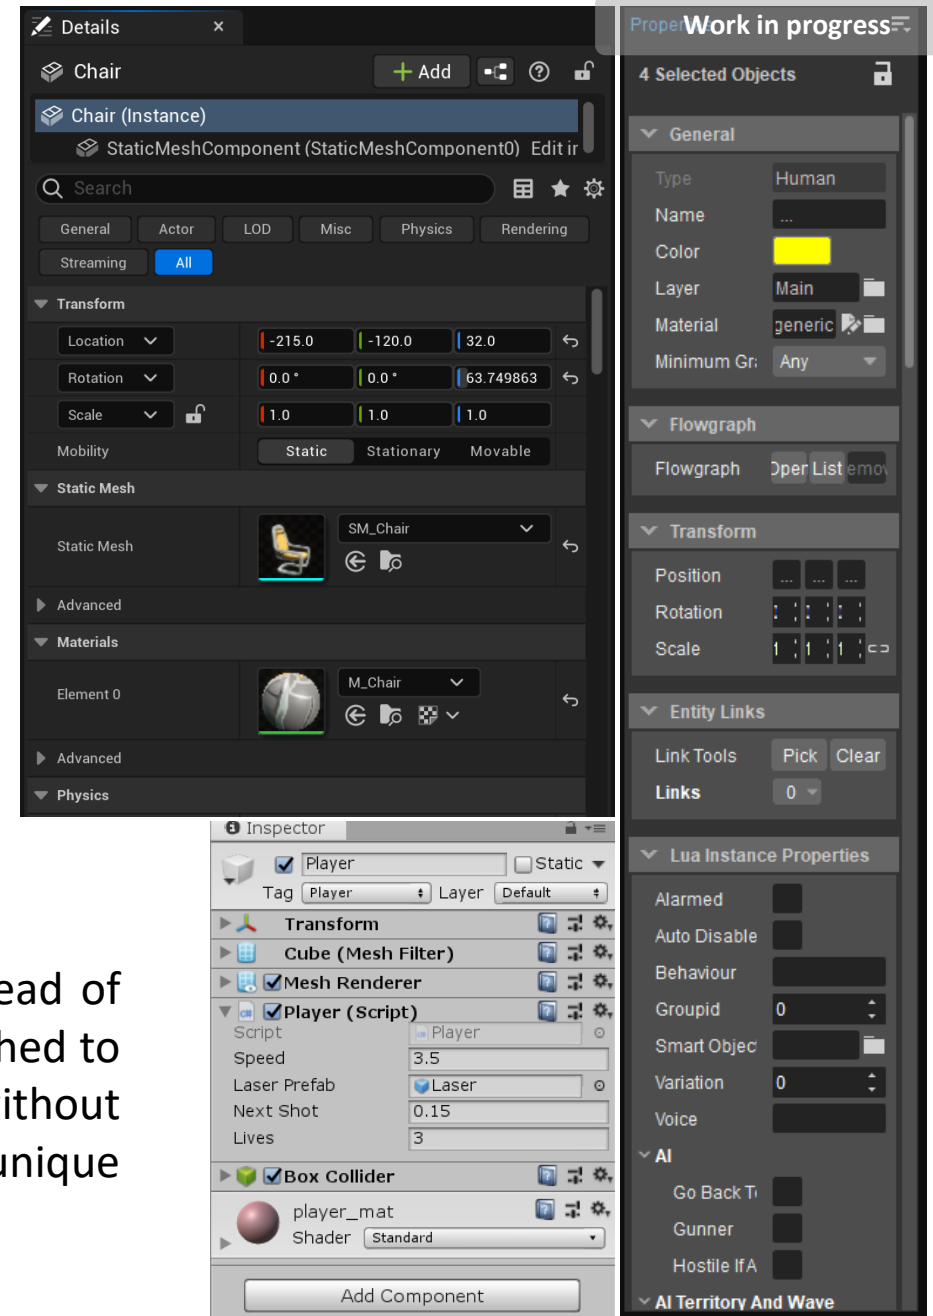 Details
Chair
Add
Chair (Instance)
StaticMeshComponent (StaticMeshComponent0) Edit ir
Search
General Actor LOD Misc Physics Rendering
Streaming All
Transform
Location -215.0 -120.0 32.0
Rotation 0.0 ° 0.0 ° 63.749863
Scale 1.0 1.0 1.0
Mobility Static Stationary Movable
Static Mesh
Static Mesh SM_Chair
Advanced
Materials
Element 0 M_Chair
Advanced
Physics
Work in progress
4 Selected Objects
General
Type Human
Name ...
Color
Layer Main
Material generic
Minimum Gra Any
Flowgraph
Flowgraph Open List emov
Transform
Position ... ... ...
Rotation
Scale 1 1 1
Entity Links
Link Tools Pick Clear
Links 0
Lua Instance Properties
Alarmed
Auto Disable
Behaviour
Groupid 0
Smart Objec
Variation 0
Voice
AI
Go Back T
Gunner
Hostile If A
AI Territory And Wave
Inspector
Player Static
Tag Player Layer Default
Transform
Cube (Mesh Filter)
Mesh Renderer
Player (Script)
Script Player
Speed 3.5
Laser Prefab Laser
Next Shot 0.15
Lives 3
Box Collider
player_mat
Shader Standard
Add Component
ead of
hed to
vithout
unique